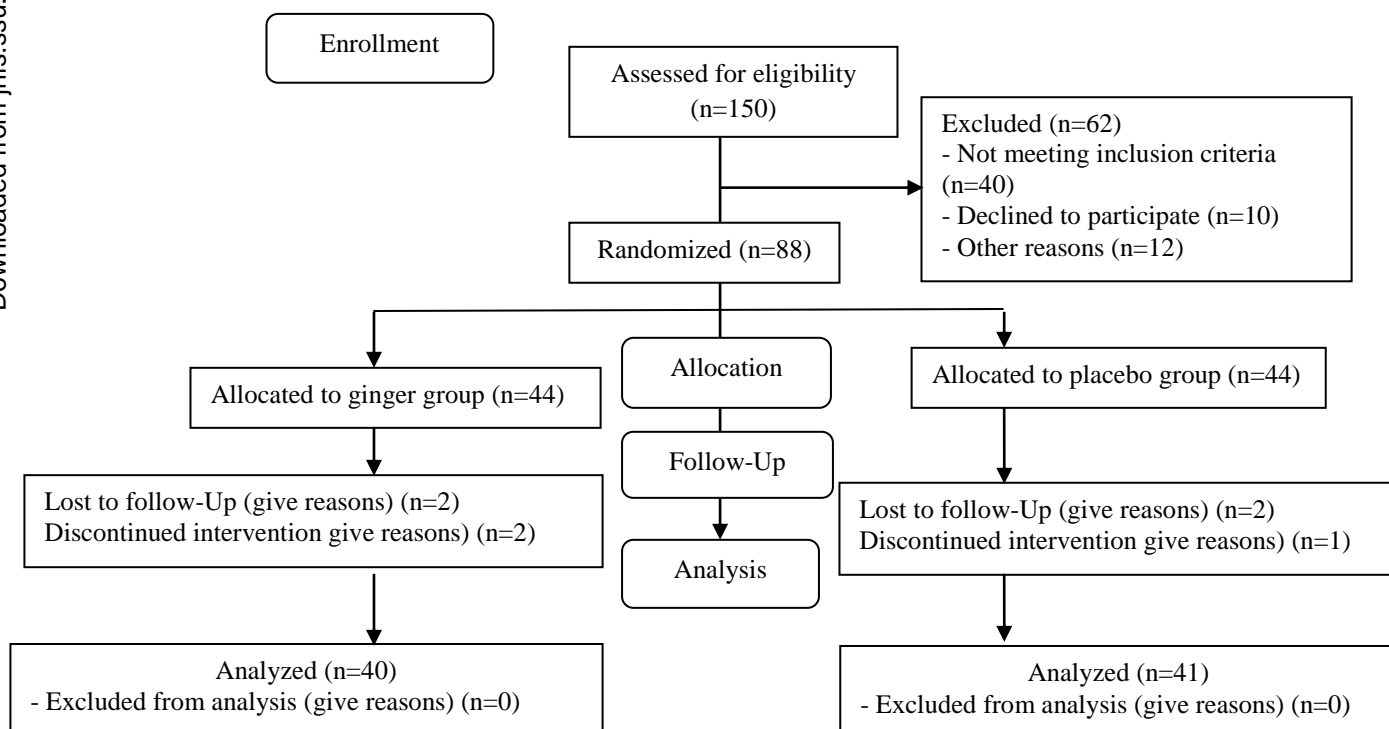 Enrollment
Assessed for eligibility
(n=150)
Excluded (n=62)
- Not meeting inclusion criteria
(n=40)
- Declined to participate (n=10)
- Other reasons (n=12)
Randomized (n=88)
Allocation
Allocated to ginger group (n=44)
Allocated to placebo group (n=44)
Follow-Up
Lost to follow-Up (give reasons) (n=2)
Discontinued intervention give reasons) (n=2)
Lost to follow-Up (give reasons) (n=2)
Discontinued intervention give reasons) (n=1)
Analysis
Analyzed (n=40)
- Excluded from analysis (give reasons) (n=0)
Analyzed (n=41)
- Excluded from analysis (give reasons) (n=0)
Downloaded from